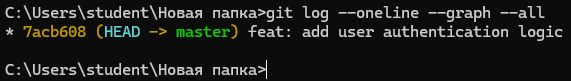 C:\Users\student\Новая папка>git log --oneline --graph --all
* 7acb608 (HEAD -> master) feat: add user authentication logic
C:\Users\student\Новая папка>